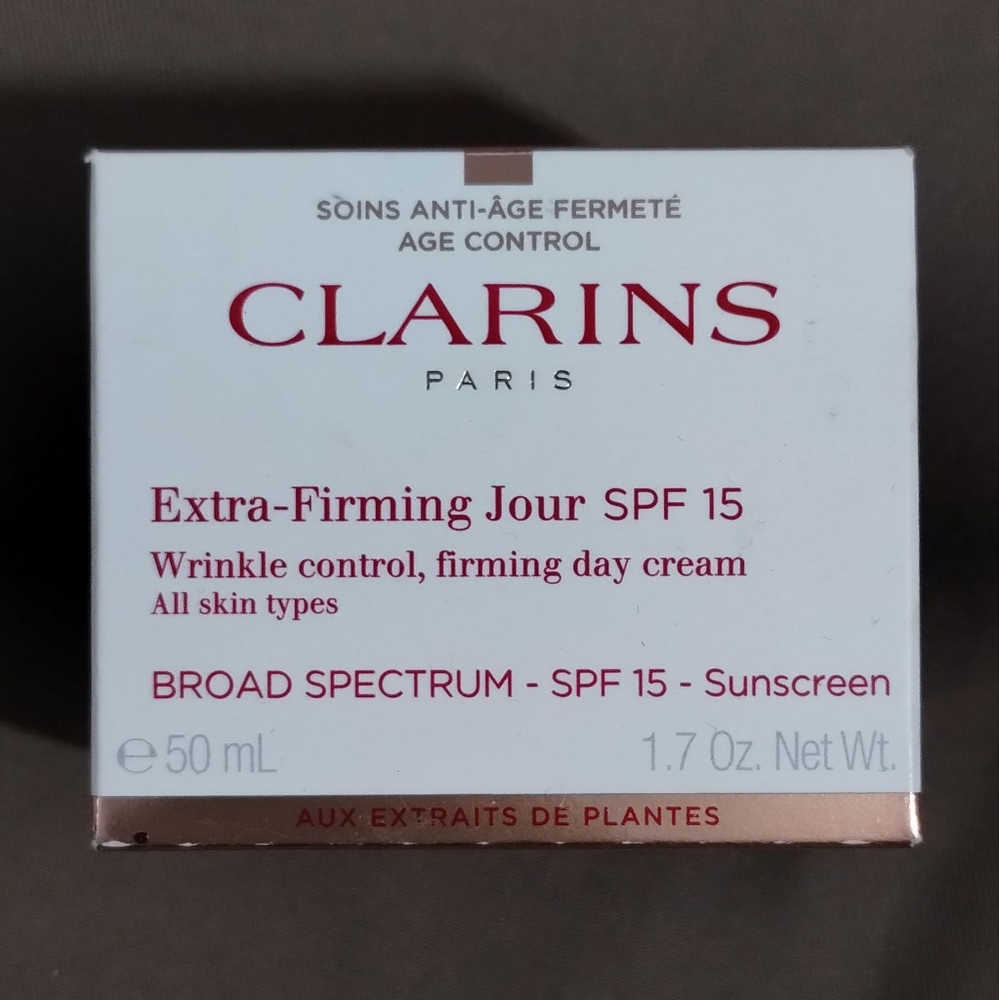 SOINS ANTI-ÂGE FERMETÉ
AGE CONTROL
CLARINS
PARIS
Extra-Firming Jour SPF 15
Wrinkle control, firming day cream
All skin types
BROAD SPECTRUM - SPF 15 - Sunscreen
℮50 mL 1.7 Oz. Net Wt.
AUX EXTRAITS DE PLANTES